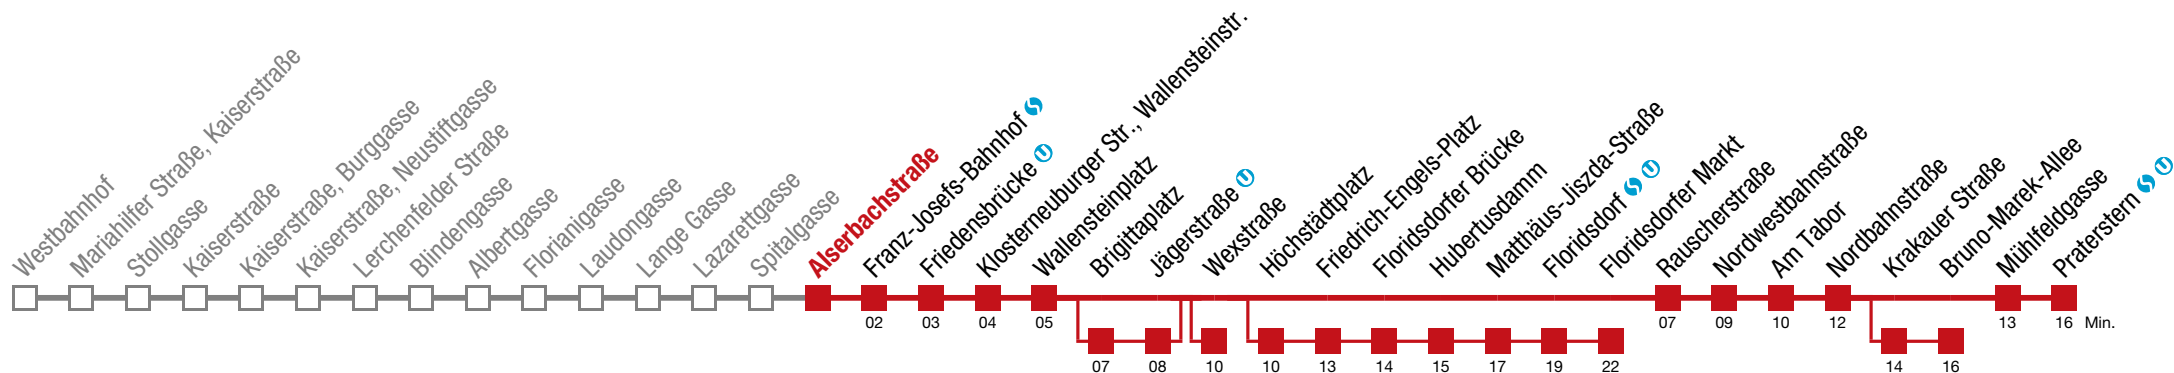 Westbahnhof
Mariahilfer Straße, Kaiserstraße
Stollgasse
Kaiserstraße
Kaiserstraße, Burggasse
Kaiserstraße, Neustiftgasse
Lerchenfelder Straße
Blindengasse
Albertgasse
Florianigasse
Laudongasse
Lange Gasse
Lazarettgasse
Spitalgasse
Alserbachstraße
Franz-Josefs-Bahnhof S
Friedensbrücke U
Klosterneuburger Str., Wallensteinstr.
Wallensteinplatz
Brigittaplatz
Jägerstraße U
Wexstraße
Höchstädtplatz
Friedrich-Engels-Platz
Floridsdorfer Brücke
Hubertusdamm
Matthäus-Jiszda-Straße
Floridsdorf S U
Floridsdorfer Markt
Rauscherstraße
Nordwestbahnstraße
Am Tabor
Nordbahnstraße
Krakauer Straße
Bruno-Marek-Allee
Mühlfeldgasse
Praterstern S U
02 03 04 05 07 09 10 12 13 16 Min.
07 08 10 10 13 14 15 17 19 22 14 16